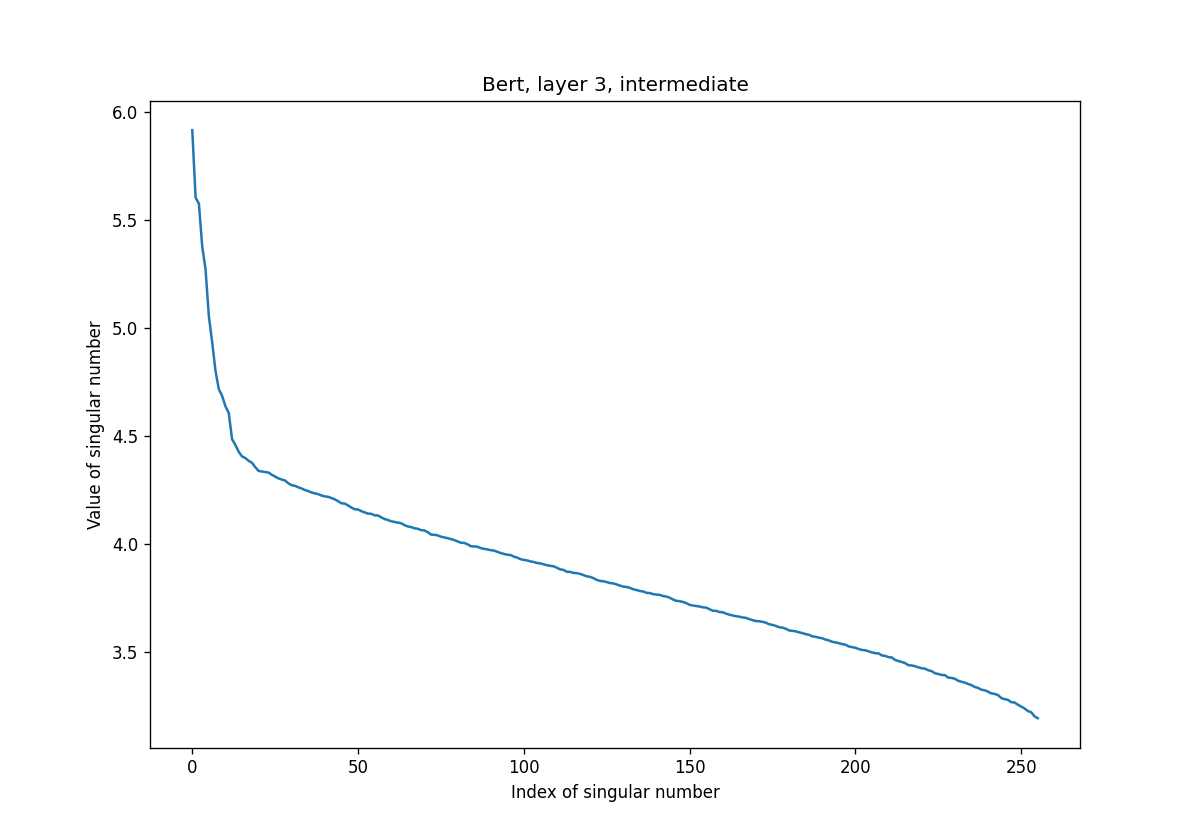 Bert, layer 3, intermediate
6.0
5.5
5.0
4.5
4.0
3.5
Value of singular number
0 50 100 150 200 250
Index of singular number